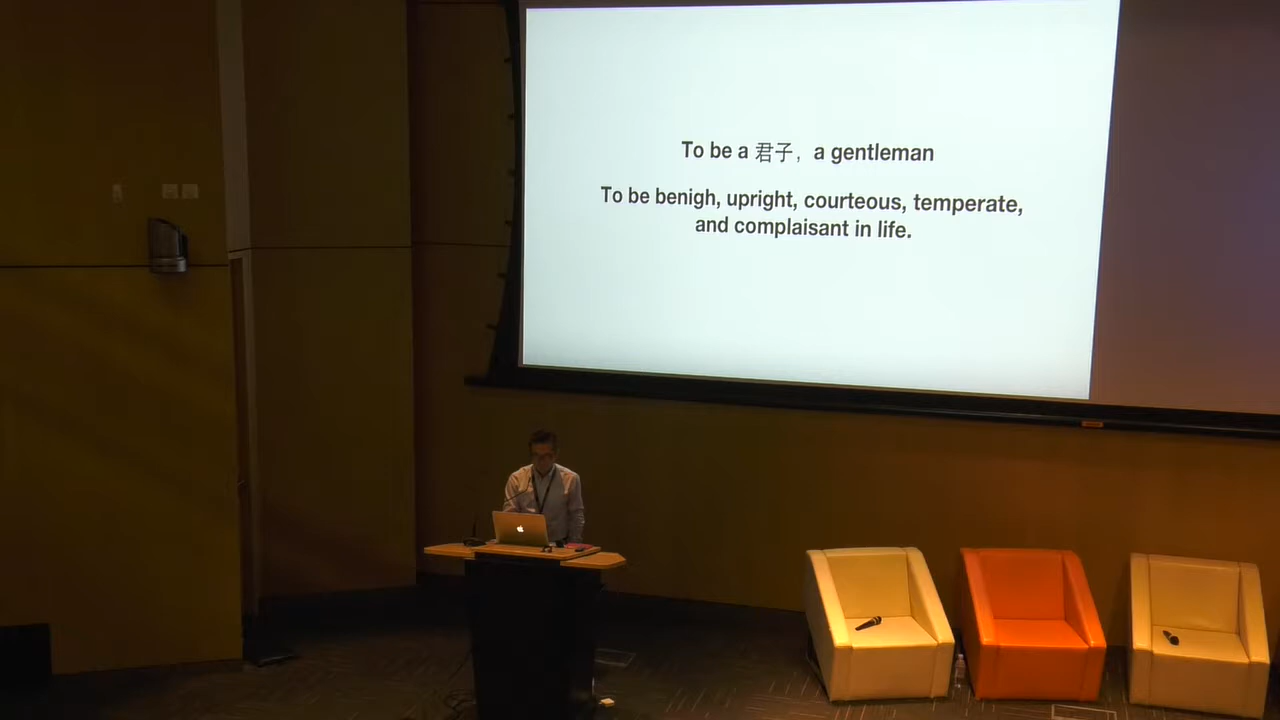 To be a 君子，a gentleman
To be benigh, upright, courteous, temperate,
and complaisant in life.